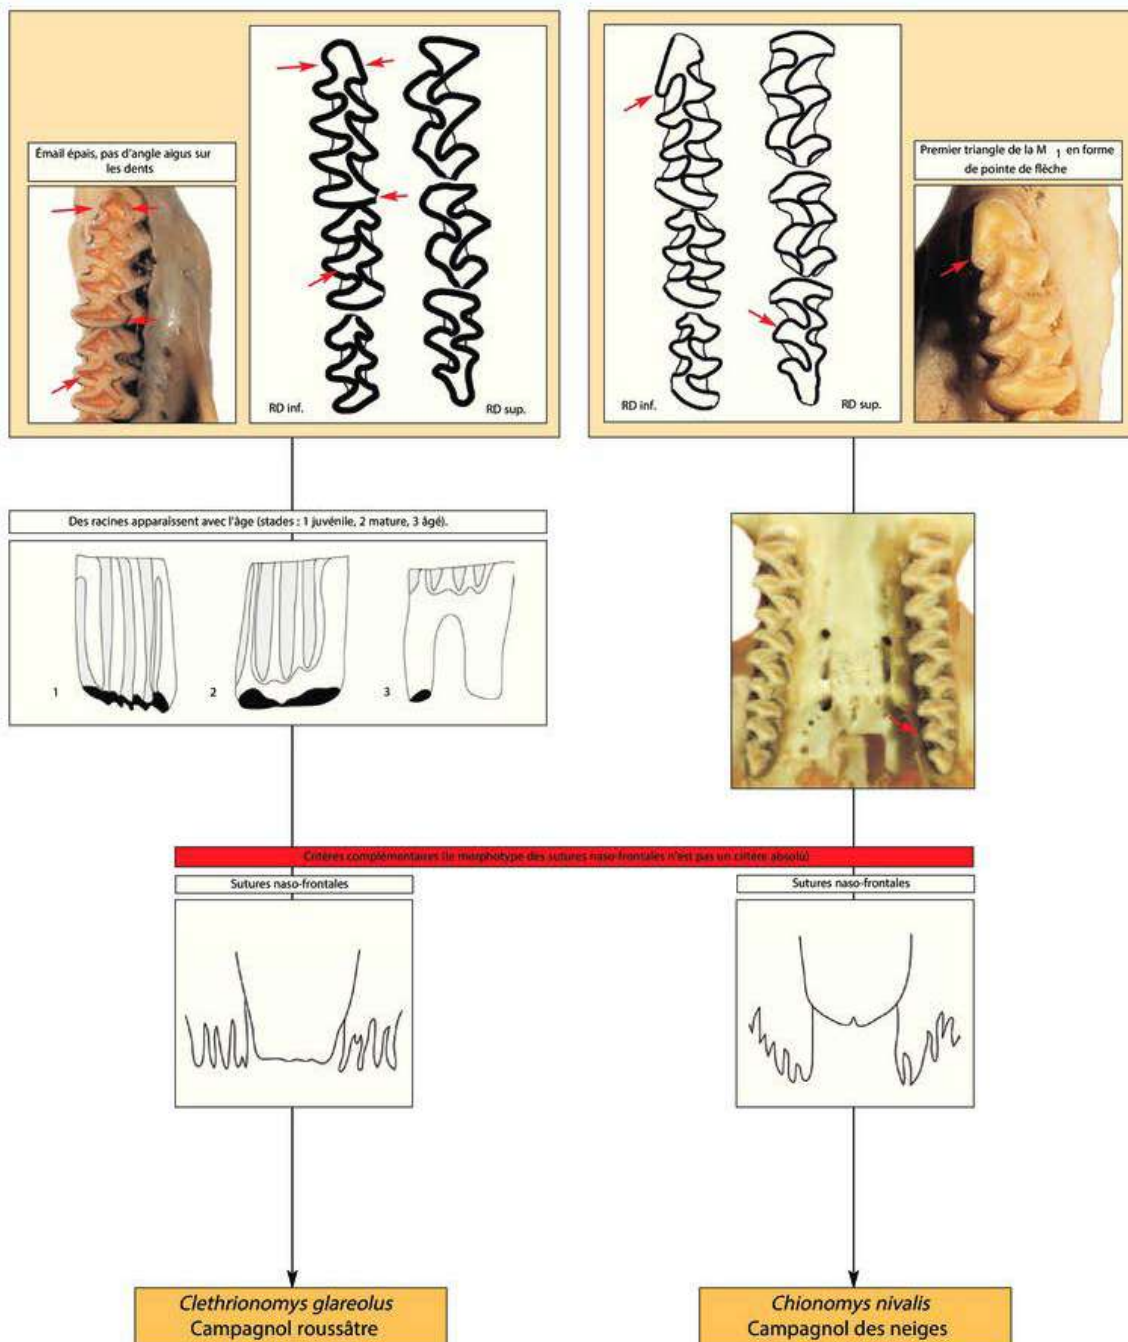 Émail épais, pas d'angle aigus sur
les dents
RD inf.
RD sup.
RD inf.
RD sup.
Premier triangle de la M 1 en forme
de pointe de flèche
Des racines apparaissent avec l'âge (stades : 1 juvénile, 2 mature, 3 âgé).
1
2
3
Critères complémentaires (le morphotype des sutures naso-frontales n'est pas un critère absolu)
Sutures naso-frontales
Sutures naso-frontales
Clethrionomys glareolus
Campagnol roussâtre
Chionomys nivalis
Campagnol des neiges